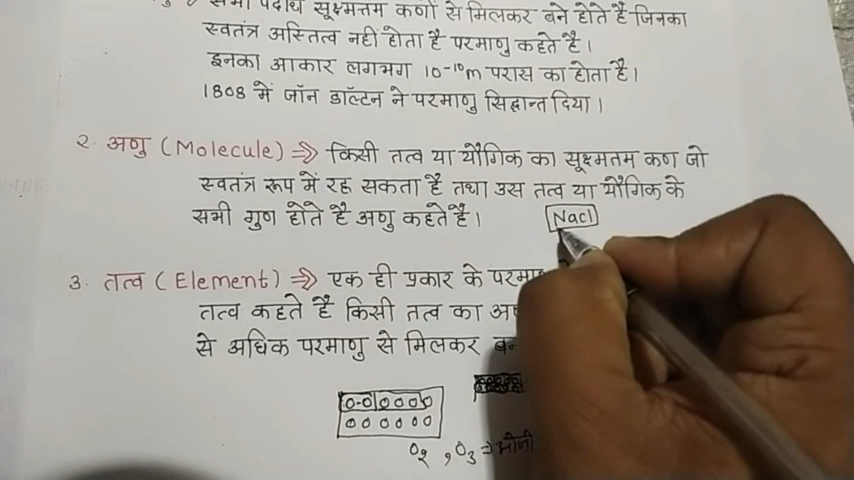 सभी पदार्थ सूक्ष्मतम कणों से मिलकर बने होते है जिनका
स्वतंत्र अस्तित्व नही होता है परमाणु कहते है।
इनका आकार लगभग 10⁻¹⁰m परास का होता है।
1808 में जॉन डॉल्टन ने परमाणु सिद्धान्त दिया।
२. अणु (Molecule) ⇒ किसी तत्व या यौगिक का सूक्ष्मतम कण जो
स्वतंत्र रूप में रह सकता है तथा उस तत्व या यौगिक के
सभी गुण होते है अणु कहते है।
Nacl
3. तत्व (Element) ⇒ एक ही प्रकार के
तत्व कहते है किसी तत्व का
से अधिक परमाणु से मिलकर
O₂, O₃ ⇒